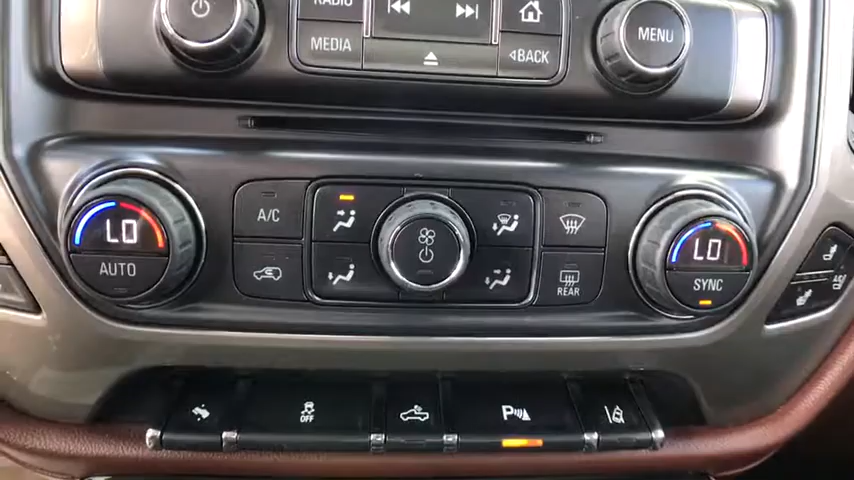 RADIO
MEDIA
BACK
MENU
LO
AUTO
A/C
REAR
LO
SYNC
OFF
P